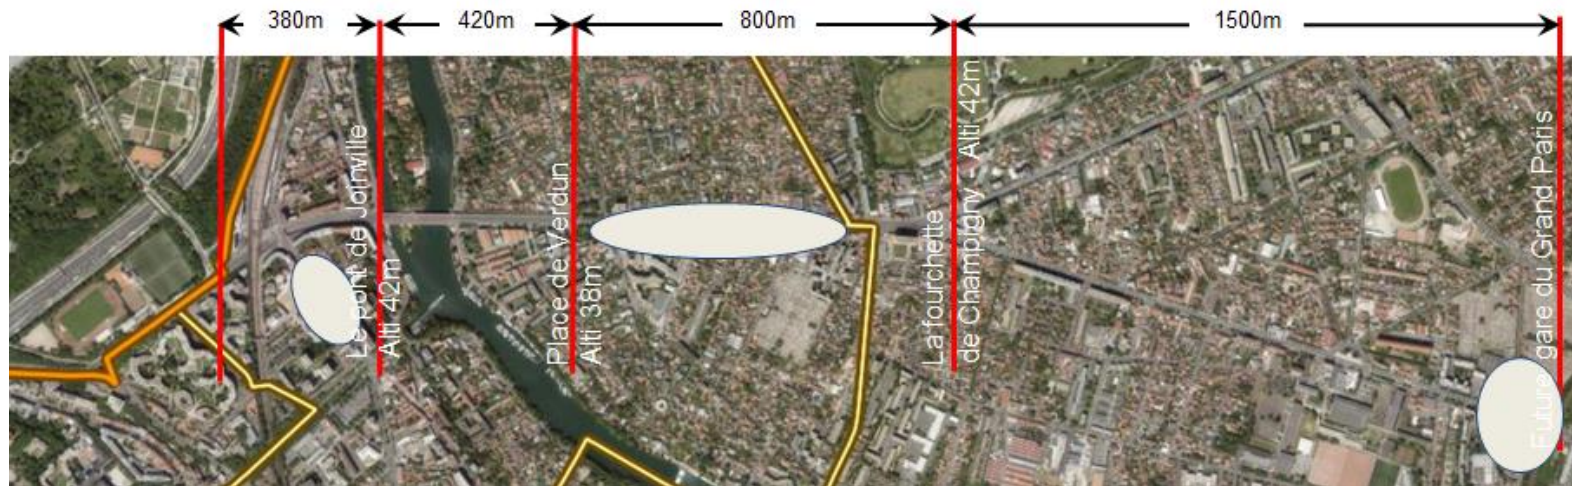 380m
420m
800m
1500m
Le pont de Joinville
Alti 42m
Place de Verdun
Alti 38m
La fourchette
de Champigny - Alti 42m
Future gare du Grand Paris